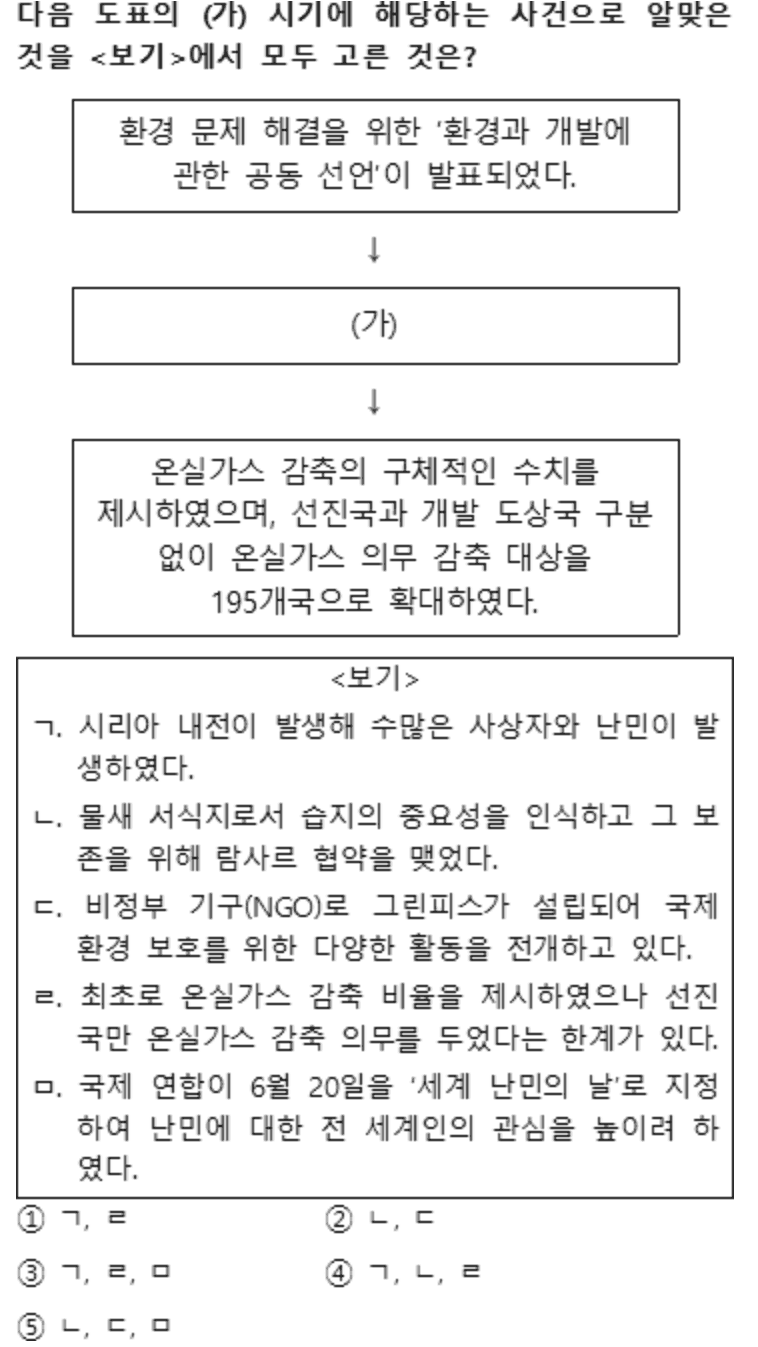 다음 도표의 (가) 시기에 해당하는 사건으로 알맞은
것을 <보기>에서 모두 고른 것은?
환경 문제 해결을 위한 '환경과 개발에
관한 공동 선언'이 발표되었다.
↓
(가)
↓
온실가스 감축의 구체적인 수치를
제시하였으며, 선진국과 개발 도상국 구분
없이 온실가스 의무 감축 대상을
195개국으로 확대하였다.
<보기>
ㄱ. 시리아 내전이 발생해 수많은 사상자와 난민이 발
생하였다.
ㄴ. 물새 서식지로서 습지의 중요성을 인식하고 그 보
존을 위해 람사르 협약을 맺었다.
ㄷ. 비정부 기구(NGO)로 그린피스가 설립되어 국제
환경 보호를 위한 다양한 활동을 전개하고 있다.
ㄹ. 최초로 온실가스 감축 비율을 제시하였으나 선진
국만 온실가스 감축 의무를 두었다는 한계가 있다.
ㅁ. 국제 연합이 6월 20일을 '세계 난민의 날'로 지정
하여 난민에 대한 전 세계인의 관심을 높이려 하
였다.
① ㄱ, ㄹ ② ㄴ, ㄷ
③ ㄱ, ㄹ, ㅁ ④ ㄱ, ㄴ, ㄹ
⑤ ㄴ, ㄷ, ㅁ